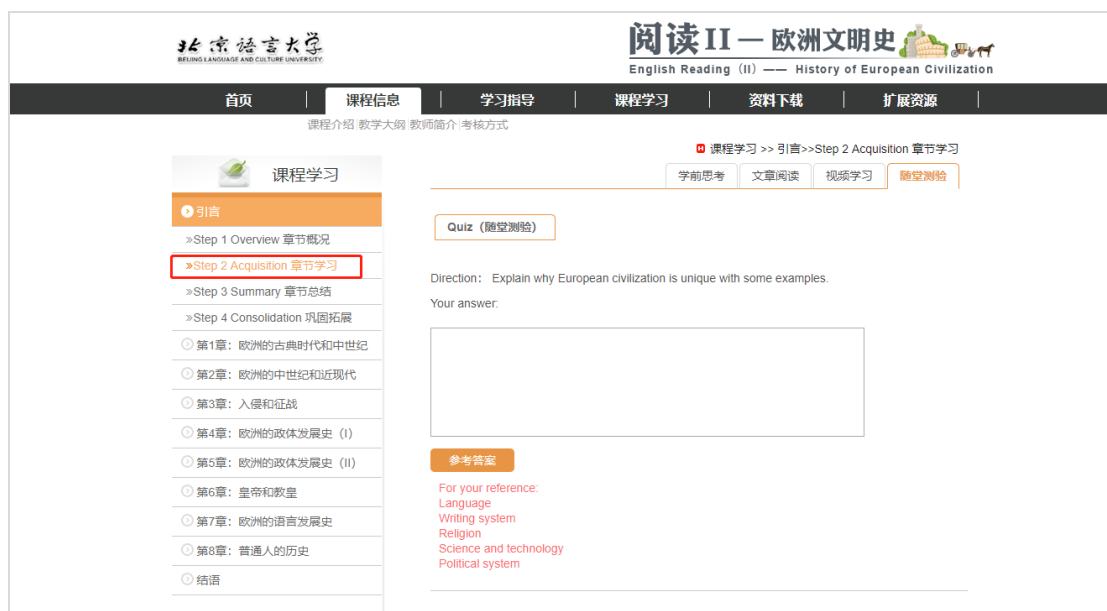 北京语言大学
BEIJING LANGUAGE AND CULTURE UNIVERSITY
阅读II — 欧洲文明史
English Reading (II) —— History of European Civilization
首页 | 课程信息 | 学习指导 | 课程学习 | 资料下载 | 扩展资源 |
课程介绍|教学大纲|教师简介|考核方式
课程学习 >> 引言>>Step 2 Acquisition 章节学习
课程学习
学前思考 文章阅读 视频学习 随堂测验
引言
»Step 1 Overview 章节概况
»Step 2 Acquisition 章节学习
»Step 3 Summary 章节总结
»Step 4 Consolidation 巩固拓展
第1章：欧洲的古典时代和中世纪
第2章：欧洲的中世纪和近现代
第3章：入侵和征战
第4章：欧洲的政体发展史（I）
第5章：欧洲的政体发展史（II）
第6章：皇帝和教皇
第7章：欧洲的语言发展史
第8章：普通人的历史
结语
Quiz（随堂测验）
Direction： Explain why European civilization is unique with some examples.
Your answer:
参考答案
For your reference:
Language
Writing system
Religion
Science and technology
Political system